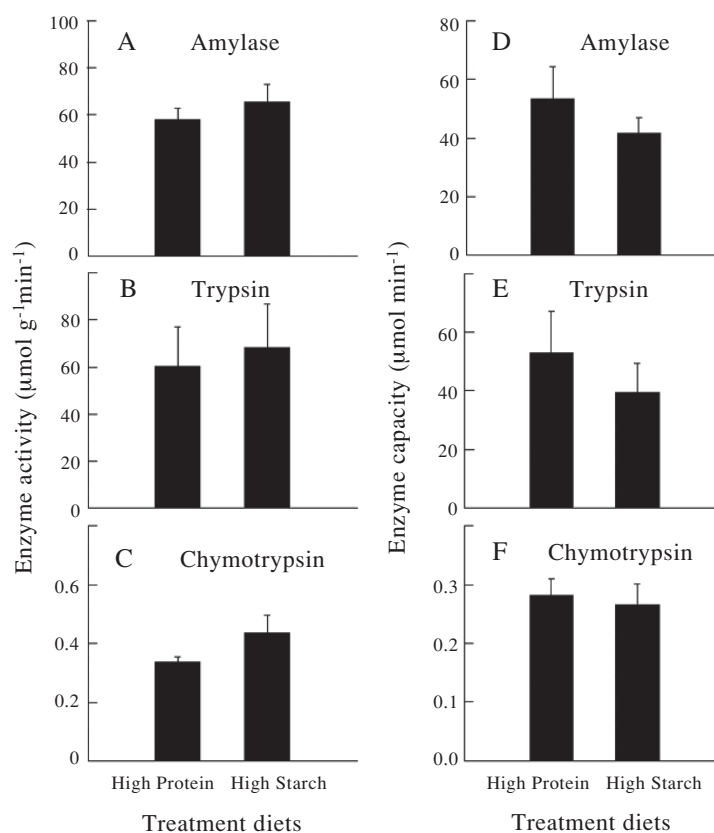 Enzyme activity (μmol g⁻¹min⁻¹)
A Amylase
100
80
60
40
20
0
B Trypsin
80
60
40
20
0
C Chymotrypsin
0.6
0.4
0.2
0
High Protein High Starch
Treatment diets
Enzyme capacity (μmol min⁻¹)
D Amylase
80
60
40
20
0
E Trypsin
60
40
20
0
F Chymotrypsin
0.3
0.2
0.1
0.0
High Protein High Starch
Treatment diets